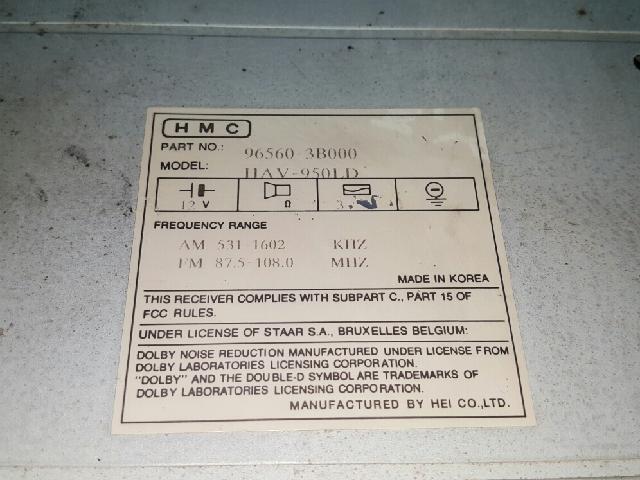 HMC
PART NO.: 96560-3B000
MODEL: HAV-950LD
12 V Ω 3.
FREQUENCY RANGE
AM 531-1602 KHZ
FM 87.5-108.0 MHZ
MADE IN KOREA
THIS RECEIVER COMPLIES WITH SUBPART C., PART 15 OF
FCC RULES.
UNDER LICENSE OF STAAR S.A., BRUXELLES BELGIUM:
DOLBY NOISE REDUCTION MANUFACTURED UNDER LICENSE FROM
DOLBY LABORATORIES LICENSING CORPORATION.
"DOLBY" AND THE DOUBLE-D SYMBOL ARE TRADEMARKS OF
DOLBY LABORATORIES LICENSING CORPORATION.
MANUFACTURED BY HEI CO.,LTD.